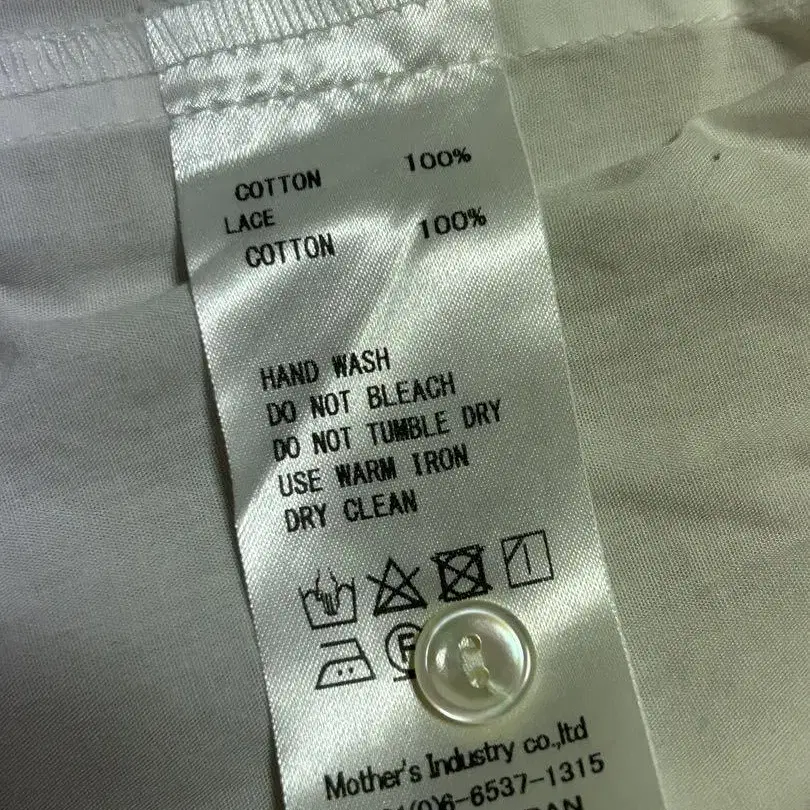 COTTON 100%
LACE
COTTON 100%
HAND WASH
DO NOT BLEACH
DO NOT TUMBLE DRY
USE WARM IRON
DRY CLEAN
Mother's Industry co.,ltd
(0)6-6537-1315